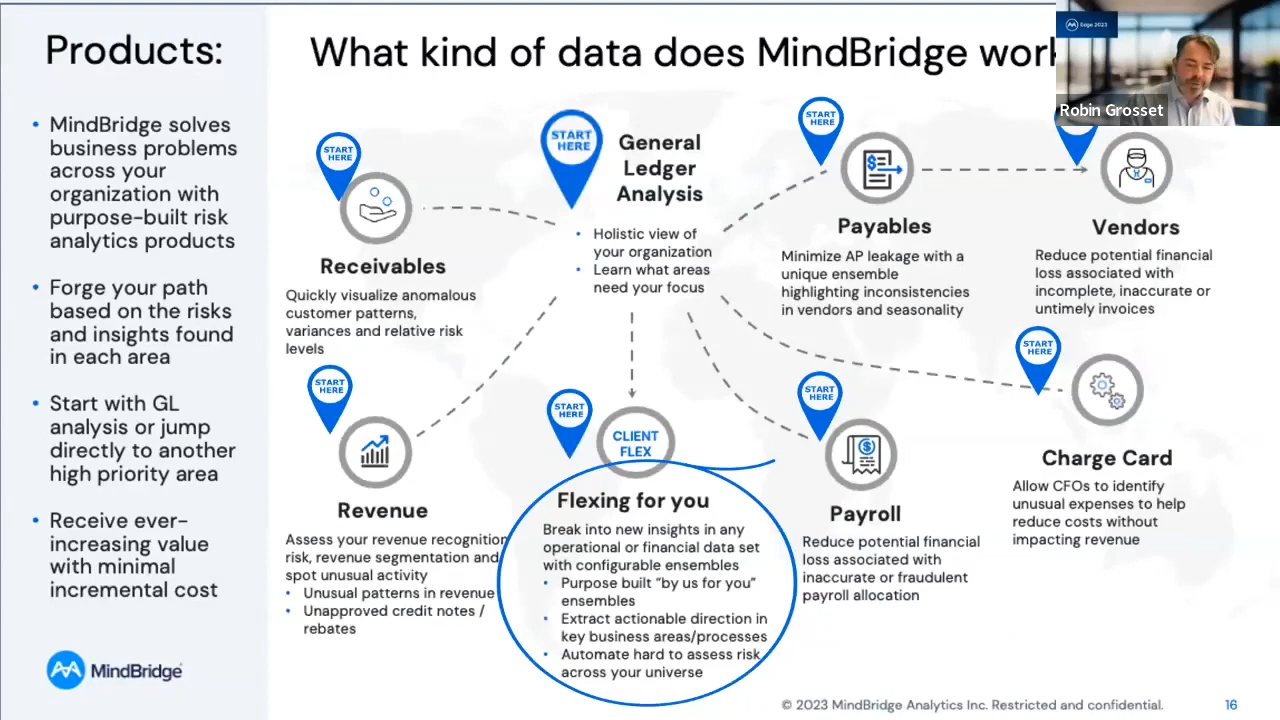 Products:
MindBridge solves
business problems
across your
organization with
purpose-built risk
analytics products
Forge your path
based on the risks
and insights found
in each area
Start with GL
analysis or jump
directly to another
high priority area
Receive ever-
increasing value
with minimal
incremental cost
MindBridge
What kind of data does MindBridge work
Edge 2023
Robin Grosset
START
HERE
Receivables
Quickly visualize anomalous
customer patterns,
variances and relative risk
levels
START
HERE
General
Ledger
Analysis
Holistic view of
your organization
Learn what areas
need your focus
START
HERE
Payables
Minimize AP leakage with a
unique ensemble
highlighting inconsistencies
in vendors and seasonality
Vendors
Reduce potential financial
loss associated with
incomplete, inaccurate or
untimely invoices
START
HERE
Revenue
Assess your revenue recognition
risk, revenue segmentation and
spot unusual activity
Unusual patterns in revenue
Unapproved credit notes /
rebates
START
HERE
CLIENT
FLEX
Flexing for you
Break into new insights in any
operational or financial data set
with configurable ensembles
Purpose built “by us for you”
ensembles
Extract actionable direction in
key business areas/processes
Automate hard to assess risk
across your universe
START
HERE
Payroll
Reduce potential financial
loss associated with
inaccurate or fraudulent
payroll allocation
START
HERE
Charge Card
Allow CFOs to identify
unusual expenses to help
reduce costs without
impacting revenue
© 2023 MindBridge Analytics Inc. Restricted and confidential.
16